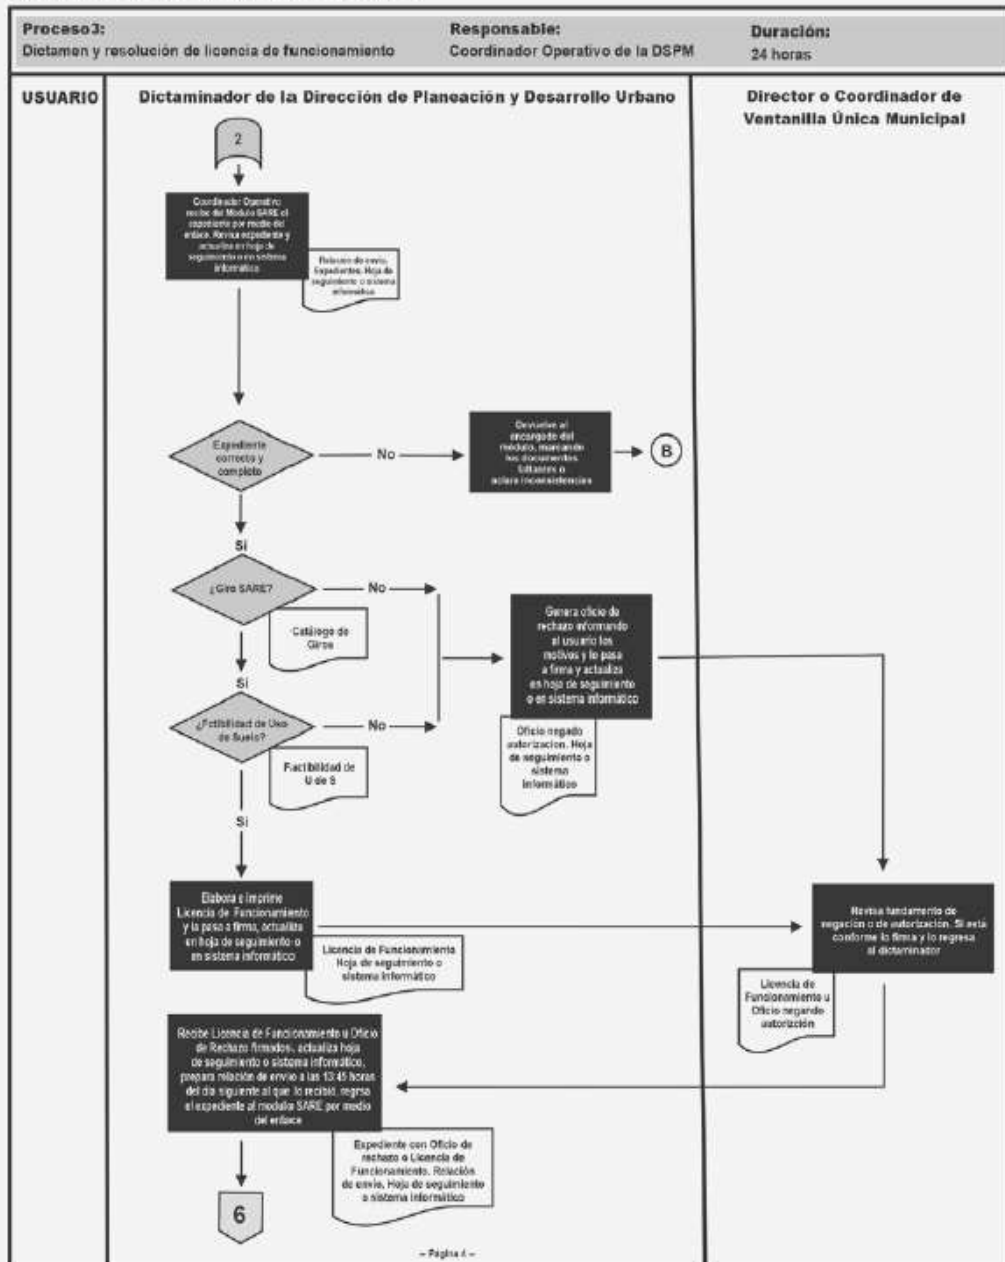 Proceso3:
Dictamen y resolución de licencia de funcionamiento
Responsable:
Coordinador Operativo de la DSPM
Duración:
24 horas
USUARIO
Dictaminador de la Dirección de Planeación y Desarrollo Urbano
Director o Coordinador de
Ventanilla Única Municipal
2
Coordinador Operativo
recibe del Modulo SARE el
expediente por medio del
enlace. Revisa expediente y
actualiza en hoja de
seguimiento o en sistema
informático
Relación de envío.
Expedientes. Hoja de
seguimiento o sistema
informático
Expediente
correcto y
completo
No
Devuelve al
encargado del
módulo, marcando
los documentos
faltantes o
aclara inconsistencias
B
Si
¿Giro SARE?
No
Catálogo de
Giros
Genera oficio de
rechazo informando
al usuario los
motivos y lo pasa
a firma y actualiza
en hoja de seguimiento
o en sistema informático
Si
¿Fctibilidad de Uso
de Suelo?
No
Factibilidad de
U de S
Oficio negado
autorizacion. Hoja
de seguimiento o
sistema
informático
Si
Elabora e imprime
Licencia de Funcionamiento
y la pasa a firma, actualiza
en hoja de seguimiento o
en sistema informático
Licencia de Funcionamiento
Hoja de seguimiento o
sistema informático
Revisa fundamento de
negación o de autorización. Si está
conforme lo firma y lo regresa
al dictaminador
Licencia de
Funcionamiento u
Oficio negando
autorización
Recibe Licencia de Funcionamiento u Oficio
de Rechazo firmados, actualiza hoja
de seguimiento o sistema informático,
prepara relación de envío a las 13:45 horas
del día siguiente al que lo recibió, regrsa
el expediente al modulo SARE por medio
del enlace
Expediente con Oficio de
rechazo o Licencia de
Funcionamiento. Relación
de envio. Hoja de seguimiento
o sistema informático
6
– Página 4 –